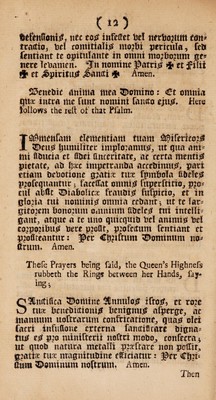 ( 12 )
defensionis, nec eos infestet vel nervorum con-
tractio, vel comitialis morbi pericula, sed
sentiant te opitulante in omni morborum ge-
nere levamen. In nomine Patris ✠ et Filii
✠ et Spiritus Sancti ✠ Amen.
Benedic anima mea Domino: Et omnia
quæ intra me sunt nomini sancto ejus. Here
follows the rest of that Psalm.
IMmensam clementiam tuam Misericors
Deus humiliter imploramus, ut qua ani
mi fiducia et fidei sinceritate, ac certa mentis
pietate, ad hæc impetranda accedimus, pari
etiam devotione gratiæ tuæ symbola fideles
prosequantur; facessat omnis superstitio, pro-
cul absit Diabolicæ fraudis suspicio, et in
gloriam tui nominis omnia cedant; ut te lar-
gitorem bonorum omnium fideles tui intelli-
gant, atque a te uno quicquid vel animis vel
corporibus vere prosit, profectum sentiant et
profiteantur: Per Christum Dominum no-
strum. Amen.
These Prayers being said, the Queen's Highness
rubbeth the Rings between her Hands, say-
ing;
SAnctifica Domine Annulos istos, et rore
tuæ benedictionis benignus asperge, ac
manuum nostrarum confricatione, quas olei
sacri infusione externa sanctificare digna-
tus es pro ministerii nostri modo, consecra;
ut quod natura metalli præstare non possit,
gratiæ tuæ magnitudine efficiatur: Per Chri-
stum Dominum nostrum. Amen.
Then